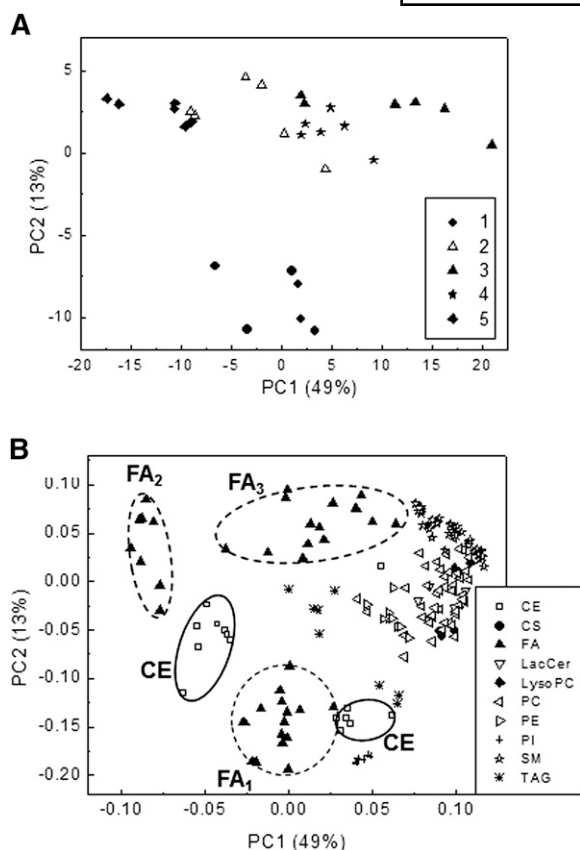 A
PC2 (13%)
5
0
-5
-10
-20 -15 -10 -5 0 5 10 15 20
PC1 (49%)
1
2
3
4
5
B
PC2 (13%)
0.10
0.05
0.00
-0.05
-0.10
-0.15
-0.20
-0.10 -0.05 0.00 0.05 0.10
PC1 (49%)
FA2
FA3
CE
FA1
CE
CE
CS
FA
LacCer
LysoPC
PC
PE
PI
SM
TAG